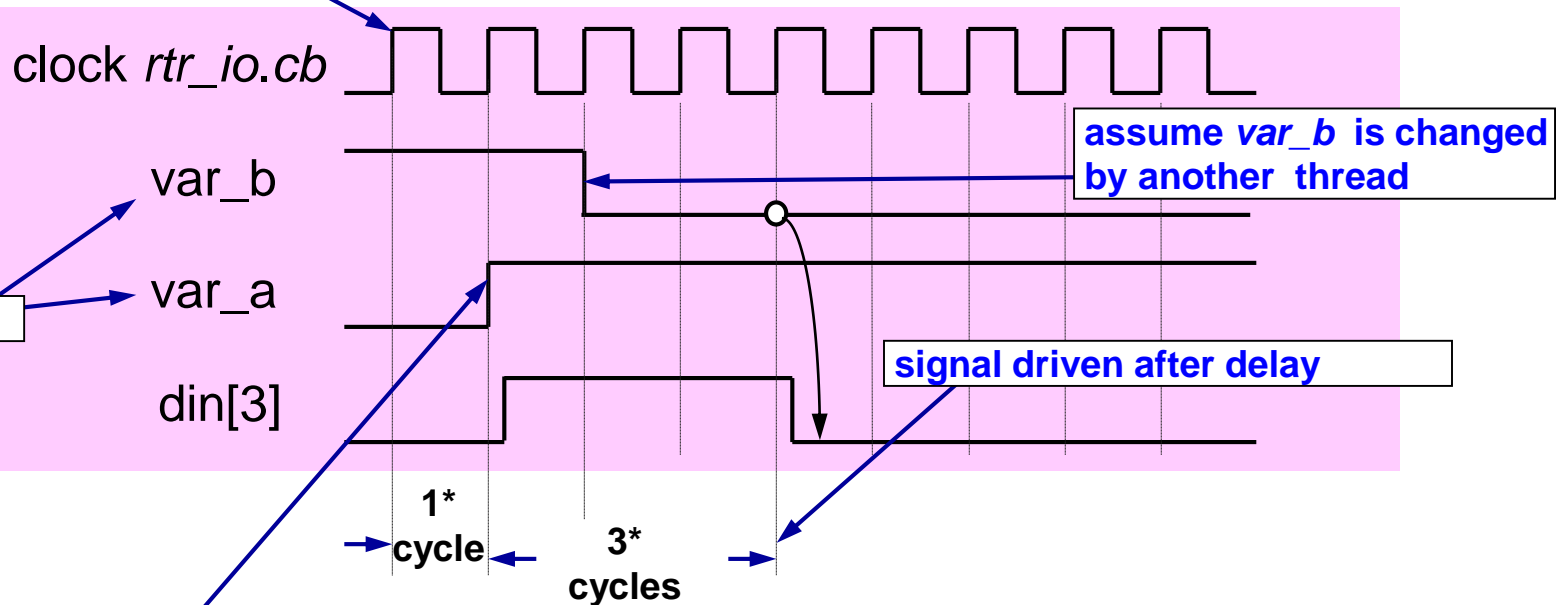 clock rtr_io.cb
assume var_b is changed
by another thread
var_b
var_a
signal driven after delay
din[3]
1*
cycle
3*
cycles